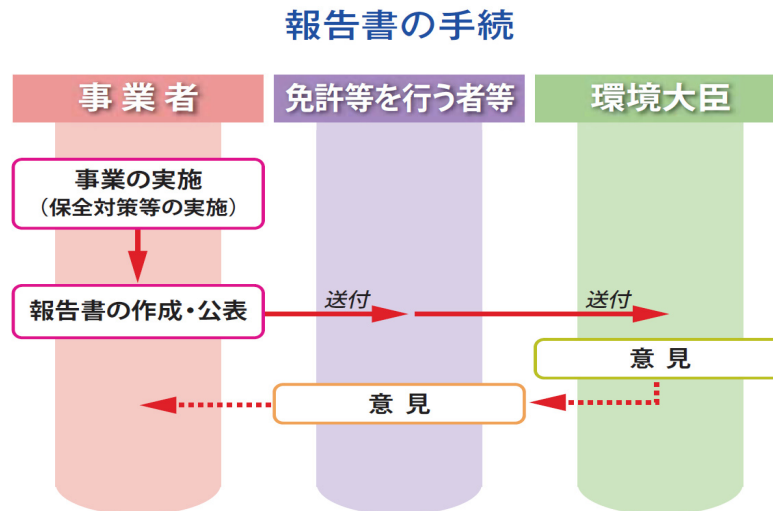 報告書の手続
事業者
免許等を行う者等
環境大臣
事業の実施
（保全対策等の実施）
報告書の作成・公表
送付
送付
意見
意見